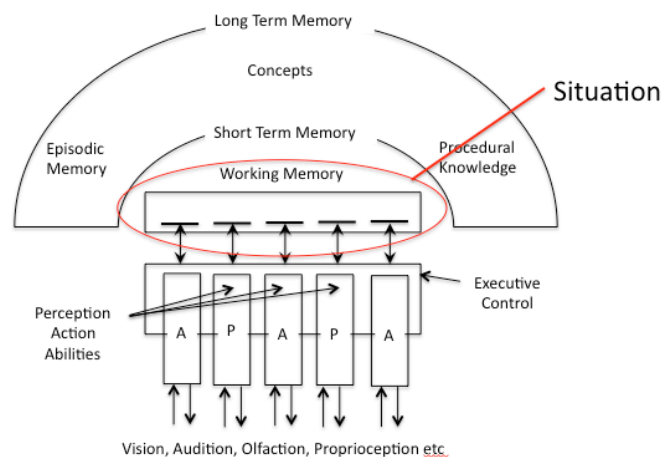 Long Term Memory
Concepts
Situation
Episodic
Memory
Short Term Memory
Procedural
Knowledge
Working Memory
Executive
Control
Perception
Action
Abilities
A
P
A
P
A
Vision, Audition, Olfaction, Proprioception etc